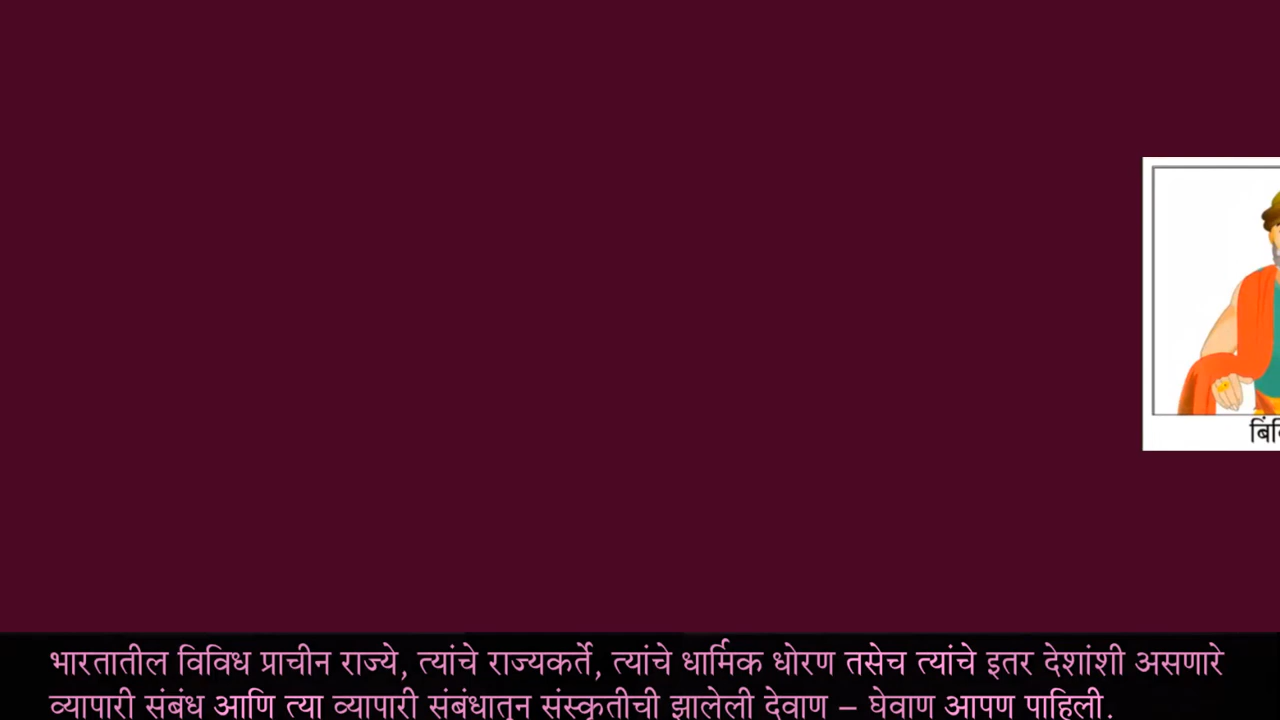 भारतातील विविध प्राचीन राज्ये, त्यांचे राज्यकर्ते, त्यांचे धार्मिक धोरण तसेच त्यांचे इतर देशांशी असणारे
व्यापारी संबंध आणि त्या व्यापारी संबंधातून संस्कृतीची झालेली देवाण – घेवाण आपण पाहिली.